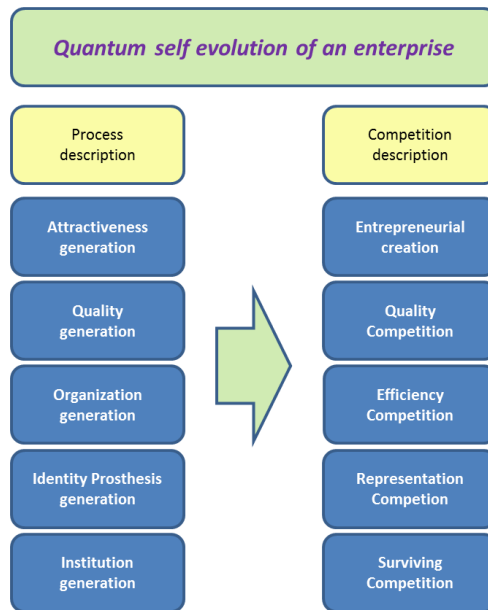 Quantum self evolution of an enterprise
Process
description
Competition
description
Attractiveness
generation
Entrepreneurial
creation
Quality
generation
Quality
Competition
Organization
generation
Efficiency
Competition
Identity Prosthesis
generation
Representation
Competion
Institution
generation
Surviving
Competition